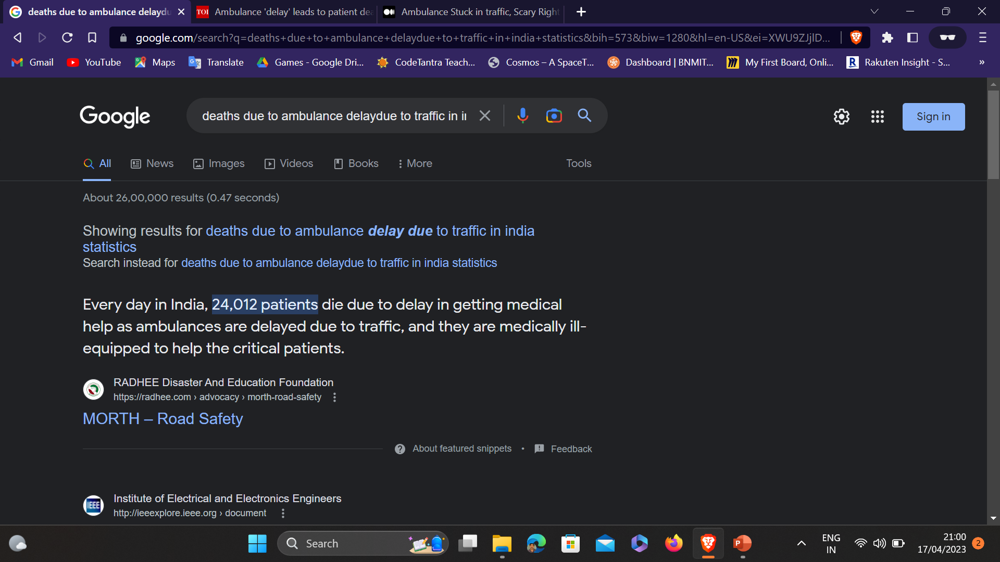 deaths due to ambulance delaydu
TOI Ambulance 'delay' leads to patient dea
Ambulance Stuck in traffic, Scary Right
google.com/search?q=deaths+due+to+ambulance+delaydue+to+traffic+in+india+statistics&bih=573&biw=1280&hl=en-US&ei=XWU9ZJjlD...
Gmail YouTube Maps Translate Games - Google Dri... CodeTantra Teach... Cosmos – A SpaceT... Dashboard | BNMIT... My First Board, Onli... R Rakuten Insight - S... »
Google
deaths due to ambulance delaydue to traffic in in
Sign in
All News Images Videos Books More Tools
About 26,00,000 results (0.47 seconds)
Showing results for deaths due to ambulance delay due to traffic in india
statistics
Search instead for deaths due to ambulance delaydue to traffic in india statistics
Every day in India, 24,012 patients die due to delay in getting medical
help as ambulances are delayed due to traffic, and they are medically ill-
equipped to help the critical patients.
RADHEE Disaster And Education Foundation
https://radhee.com › advocacy › morth-road-safety
MORTH – Road Safety
About featured snippets • Feedback
IEEE
Institute of Electrical and Electronics Engineers
http://ieeexplore.ieee.org › document
Search
P
ENG
IN
21:00
17/04/2023
2